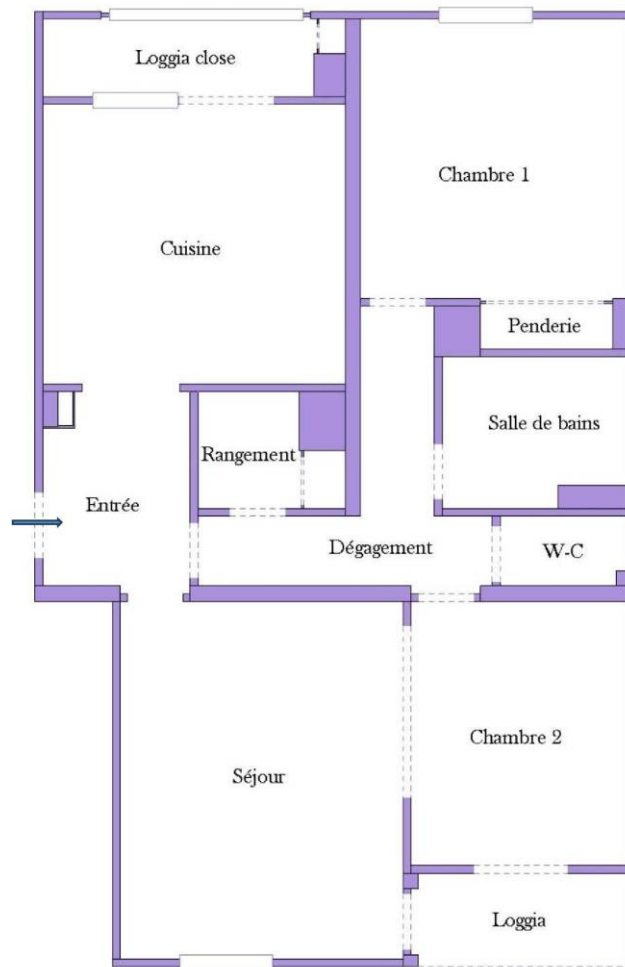 Loggia close
Chambre 1
Cuisine
Penderie
Salle de bains
Rangement
Entrée
Dégagement
W-C
Chambre 2
Séjour
Loggia